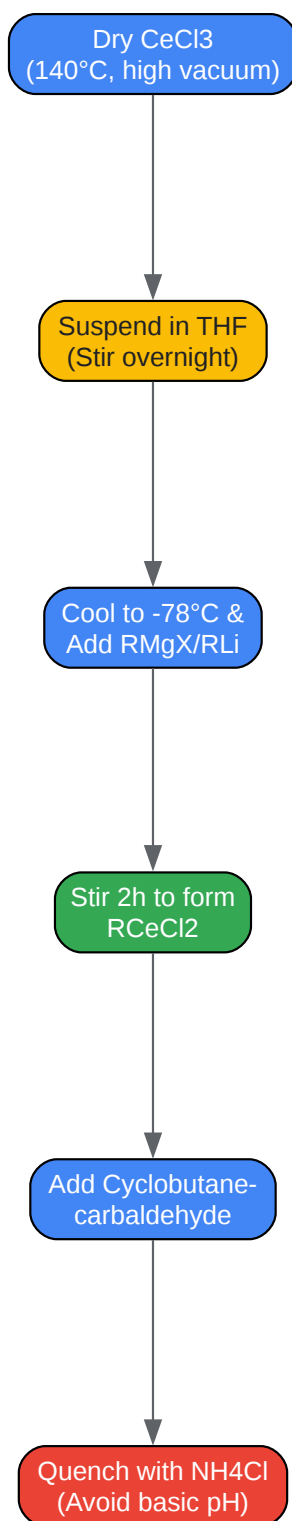 Dry CeCl3
(140°C, high vacuum)
Suspend in THF
(Stir overnight)
Cool to -78°C &
Add RMgX/RLi
Stir 2h to form
RCeCl2
Add Cyclobutane-
carbaldehyde
Quench with NH4Cl
(Avoid basic pH)